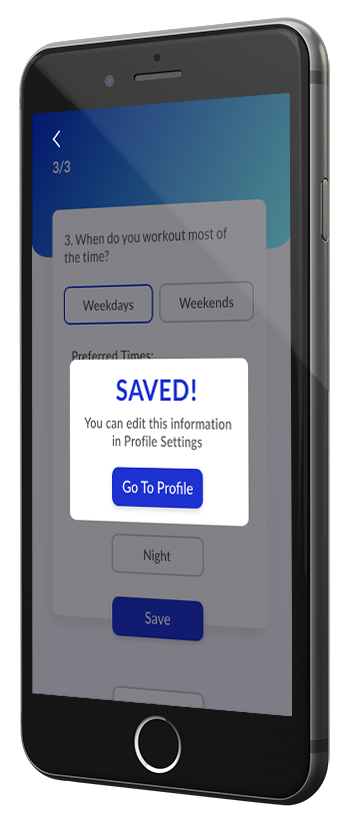 3/3
3. When do you workout most of
the time?
Weekdays
Weekends
Preferred Times:
SAVED!
You can edit this information
in Profile Settings
Go To Profile
Night
Save